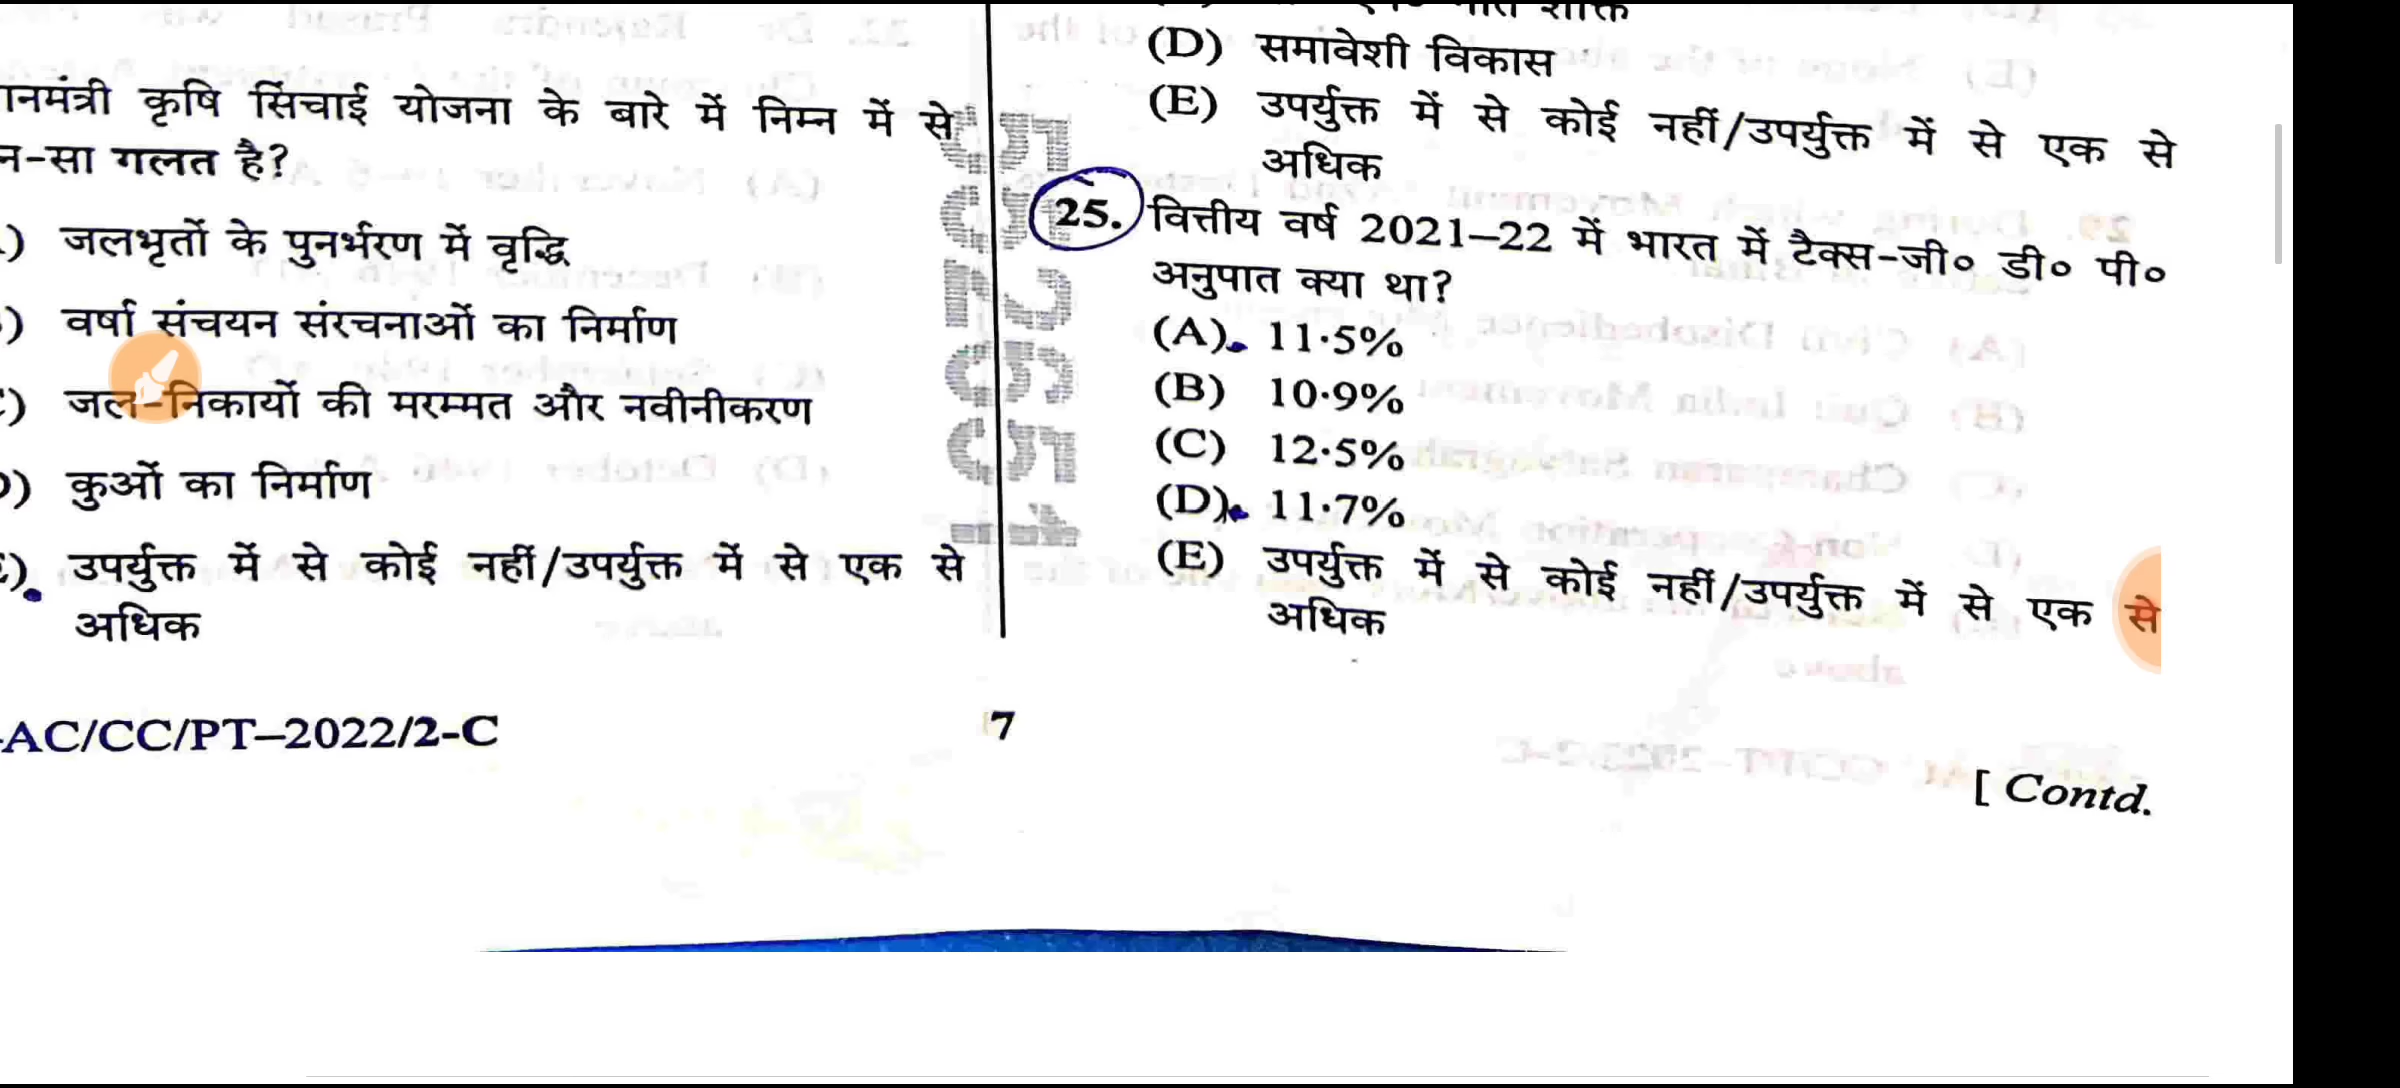 ानमंत्री कृषि सिंचाई योजना के बारे में निम्न में से
न-सा गलत है?
) जलभृतों के पुनर्भरण में वृद्धि
) वर्षा संचयन संरचनाओं का निर्माण
) जल-निकायों की मरम्मत और नवीनीकरण
) कुओं का निर्माण
) उपर्युक्त में से कोई नहीं/उपर्युक्त में से एक से
अधिक
(D) समावेशी विकास
(E) उपर्युक्त में से कोई नहीं/उपर्युक्त में से एक से
अधिक
25. वित्तीय वर्ष 2021–22 में भारत में टैक्स-जी० डी० पी०
अनुपात क्या था?
(A) 11·5%
(B) 10·9%
(C) 12·5%
(D) 11·7%
(E) उपर्युक्त में से कोई नहीं/उपर्युक्त में से एक से
अधिक
-AC/CC/PT–2022/2-C
7
[ Contd.